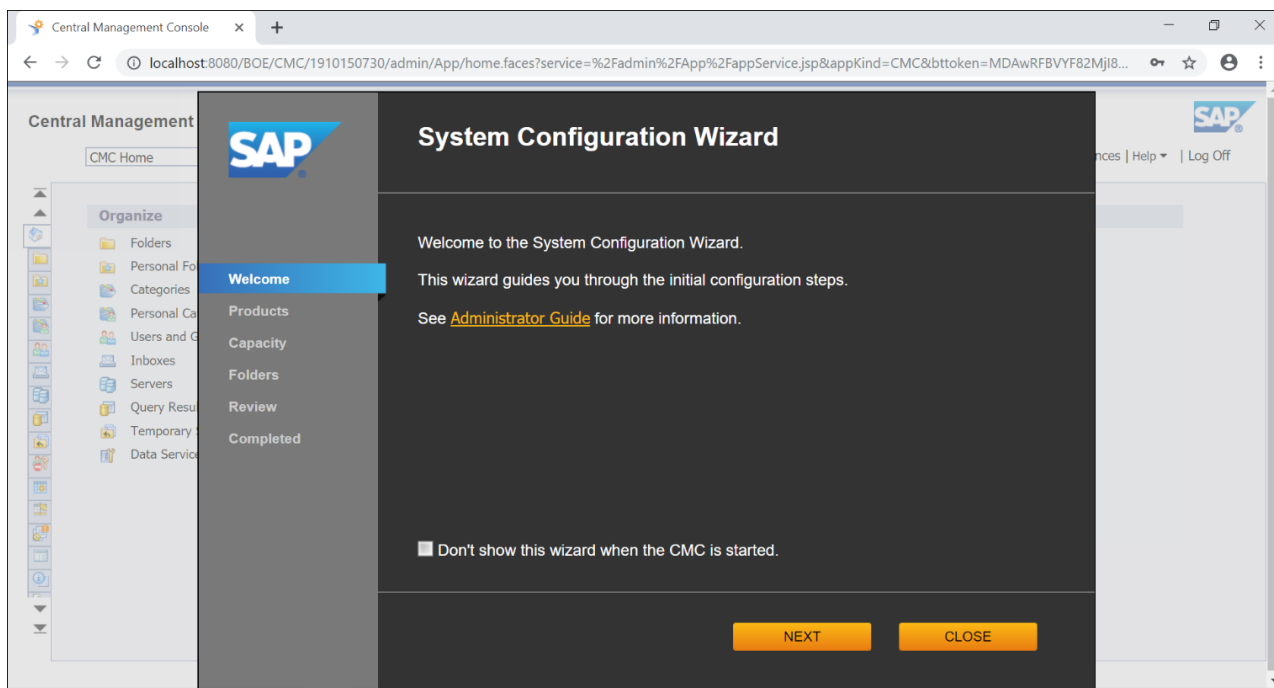 Central Management Console
localhost:8080/BOE/CMC/1910150730/admin/App/home.faces?service=%2Fadmin%2FApp%2FappService.jsp&appKind=CMC&bttoken=MDAwRFBVYF82MjI8...
Central Management
SAP
CMC Home
nces | Help | Log Off
Organize
Folders
Personal Fo
Categories
Personal Ca
Users and G
Inboxes
Servers
Query Resul
Temporary
Data Service
SAP
System Configuration Wizard
Welcome
Products
Capacity
Folders
Review
Completed
Welcome to the System Configuration Wizard.
This wizard guides you through the initial configuration steps.
See Administrator Guide for more information.
Don't show this wizard when the CMC is started.
NEXT
CLOSE